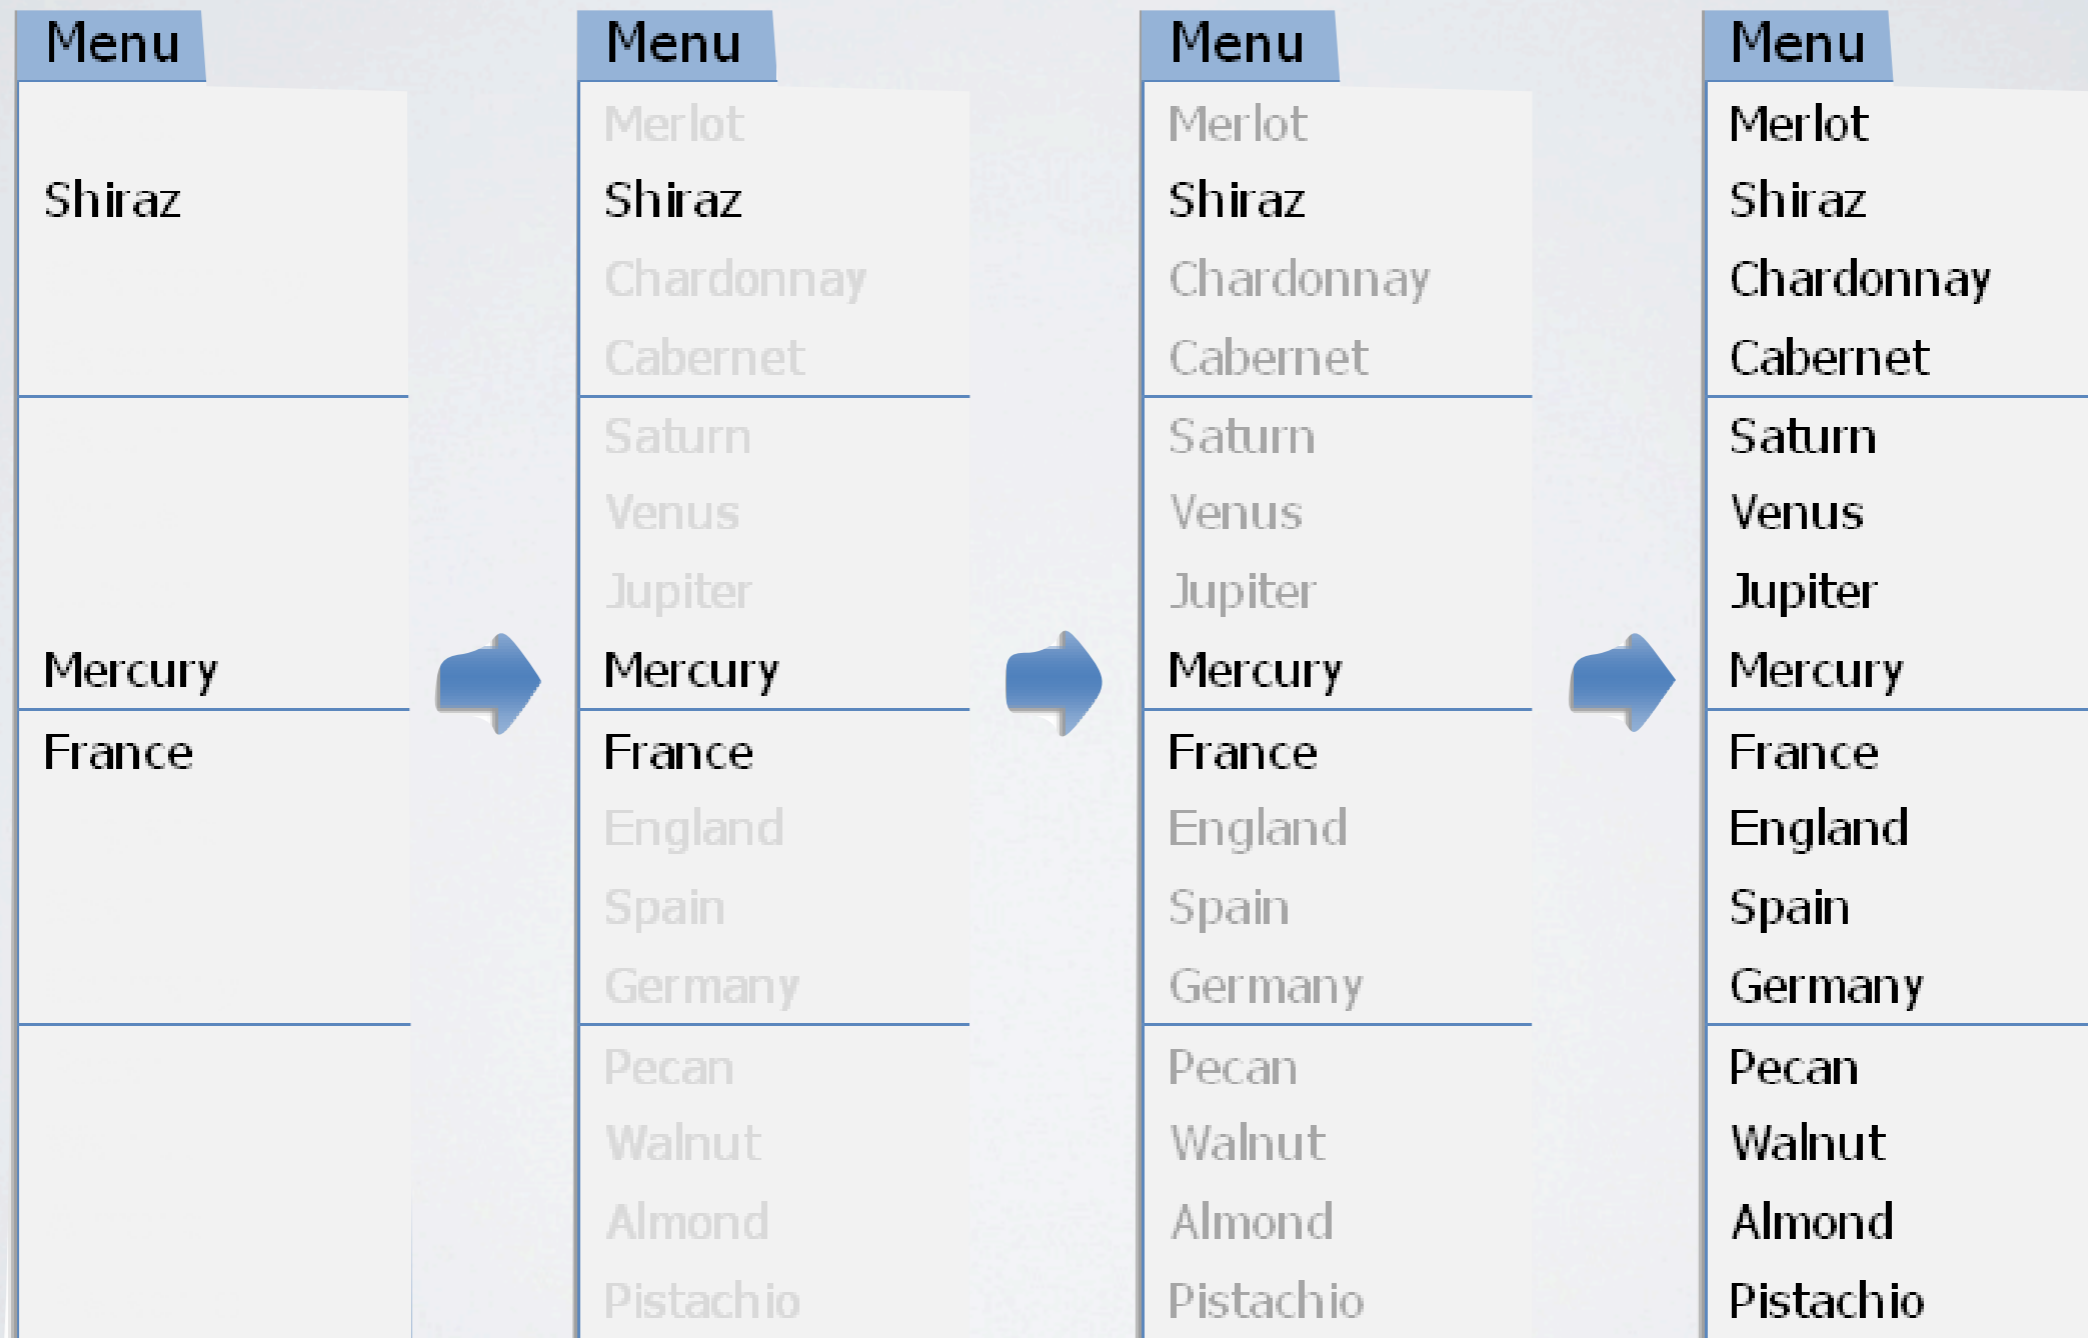 Menu
Shiraz
Mercury
France
Menu
Merlot
Shiraz
Chardonnay
Cabernet
Saturn
Venus
Jupiter
Mercury
France
England
Spain
Germany
Pecan
Walnut
Almond
Pistachio
Menu
Merlot
Shiraz
Chardonnay
Cabernet
Saturn
Venus
Jupiter
Mercury
France
England
Spain
Germany
Pecan
Walnut
Almond
Pistachio
Menu
Merlot
Shiraz
Chardonnay
Cabernet
Saturn
Venus
Jupiter
Mercury
France
England
Spain
Germany
Pecan
Walnut
Almond
Pistachio